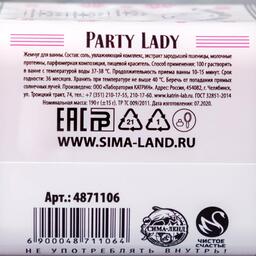 PARTY LADY
Жемчуг для ванны. Состав: соль, увлажняющий комплекс, экстракт зародышей пшеницы, молочные
протеины, парфюмерная композиция, пищевой краситель. Способ применения: 100 г растворить
в ванне с температурой воды 37-38 °C. Продолжительность приема ванны 10-15 минут. Срок
годности: 36 месяцев. Хранить при температуре не выше 40 °C. Беречь от попадания прямых
солнечных лучей! Производитель: ООО «Лаборатория КАТРИН», Россия, 454082, г. Челябинск,
ул. Троицкий тракт, 74, тел.: +7 (351) 210-17-55, 210-17-60. www.katrin-lab.ru ГОСТ 32851-2014
Номинальная масса: 190 г (±15 г). ТР ТС 009/2011. Дата изготовления: 07.2020.
EAC
21
WWW.SIMA-LAND.RU
Арт.: 4871106
6 900048 711064
СИМА-ЛЕНД
ЧИСТОЕ
СЧАСТЬЕ
НЕ УПОТРЕБЛЯТЬ ВНУТРЬ!